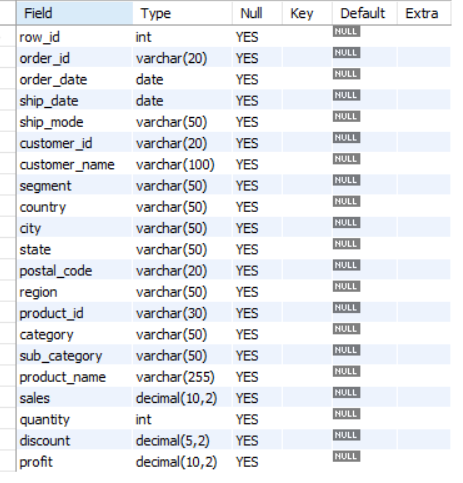 Field Type Null Key Default Extra
row_id int YES NULL
order_id varchar(20) YES NULL
order_date date YES NULL
ship_date date YES NULL
ship_mode varchar(50) YES NULL
customer_id varchar(20) YES NULL
customer_name varchar(100) YES NULL
segment varchar(50) YES NULL
country varchar(50) YES NULL
city varchar(50) YES NULL
state varchar(50) YES NULL
postal_code varchar(20) YES NULL
region varchar(50) YES NULL
product_id varchar(30) YES NULL
category varchar(50) YES NULL
sub_category varchar(50) YES NULL
product_name varchar(255) YES NULL
sales decimal(10,2) YES NULL
quantity int YES NULL
discount decimal(5,2) YES NULL
profit decimal(10,2) YES NULL